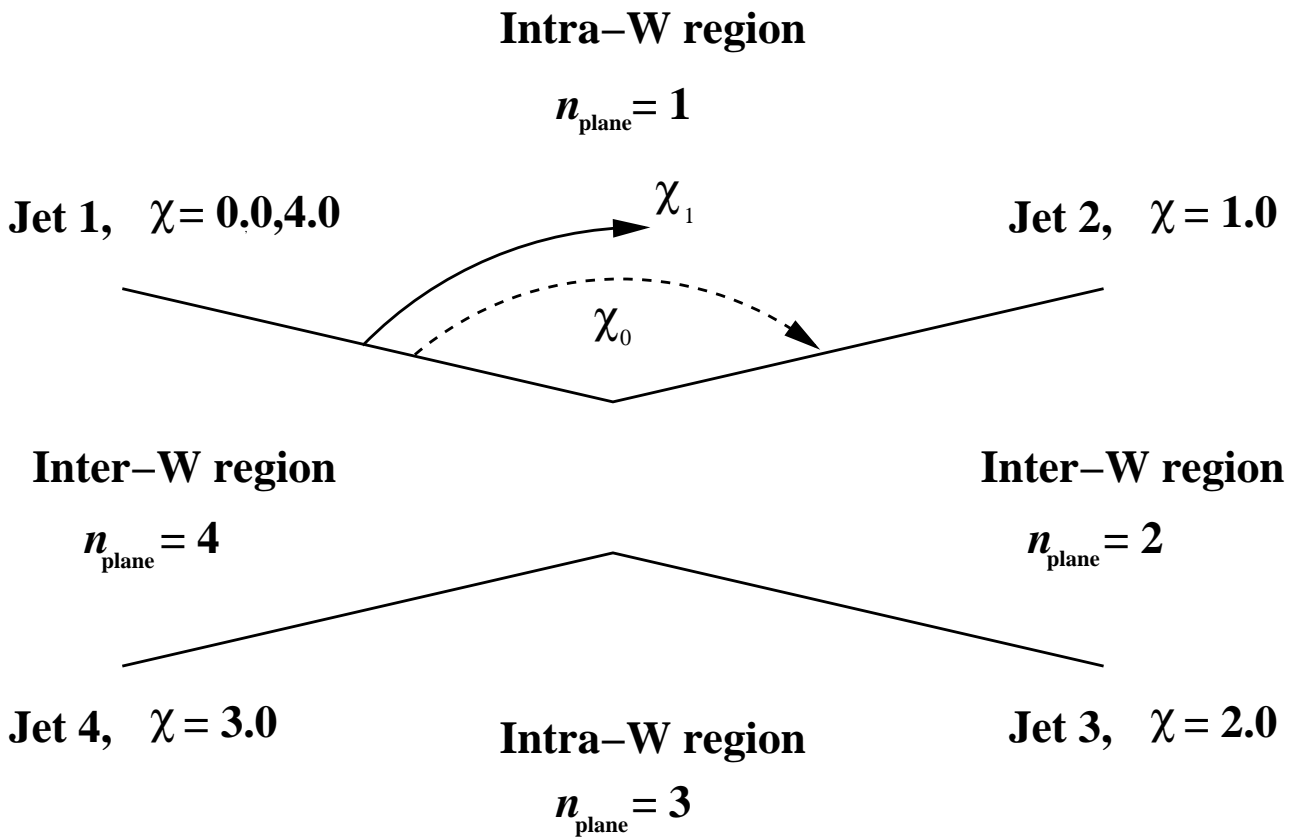 Intra−W region
n_plane = 1
Jet 1, χ = 0.0,4.0
χ_1
Jet 2, χ = 1.0
χ_0
Inter−W region
n_plane = 4
Inter−W region
n_plane = 2
Jet 4, χ = 3.0
Intra−W region
n_plane = 3
Jet 3, χ = 2.0